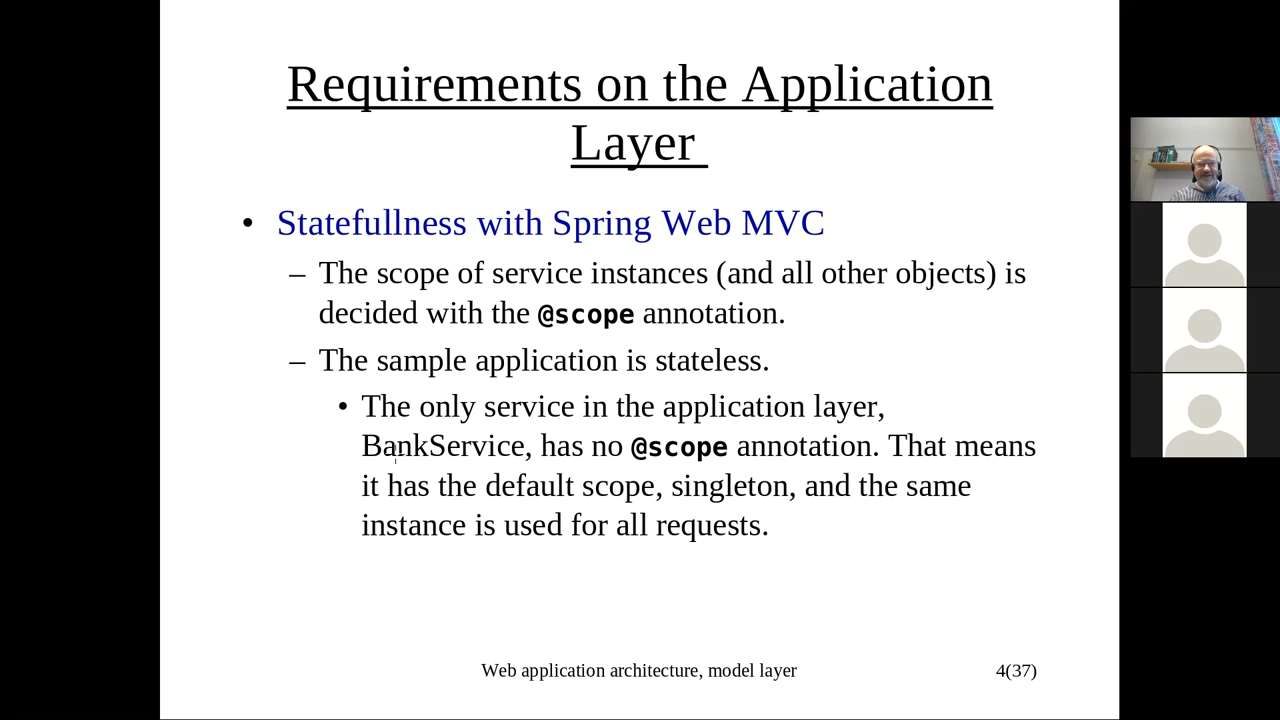 Requirements on the Application
Layer
• Statefullness with Spring Web MVC
– The scope of service instances (and all other objects) is
decided with the @scope annotation.
– The sample application is stateless.
• The only service in the application layer,
BankService, has no @scope annotation. That means
it has the default scope, singleton, and the same
instance is used for all requests.
Web application architecture, model layer
4(37)